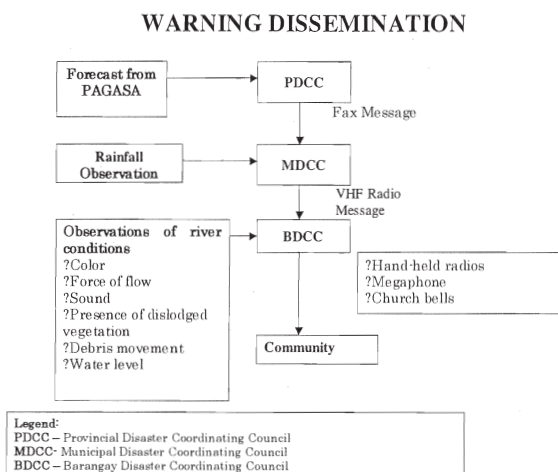 WARNING DISSEMINATION
Forecast from
PAGASA
PDCC
Fax Message
Rainfall
Observation
MDCC
VHF Radio
Message
Observations of river
conditions
?Color
?Force of flow
?Sound
?Presence of dislodged
vegetation
?Debris movement
?Water level
BDCC
?Hand-held radios
?Megaphone
?Church bells
Community
Legend:
PDCC – Provincial Disaster Coordinating Council
MDCC- Municipal Disaster Coordinating Council
BDCC – Barangay Disaster Coordinating Council